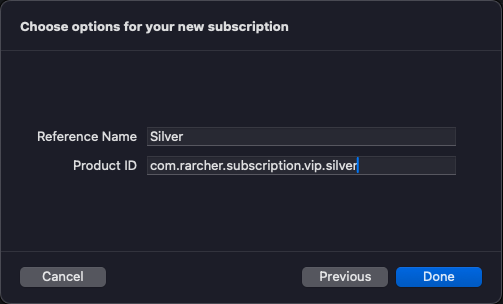 Choose options for your new subscription
Reference Name Silver
Product ID com.rarcher.subscription.vip.silver
Cancel Previous Done